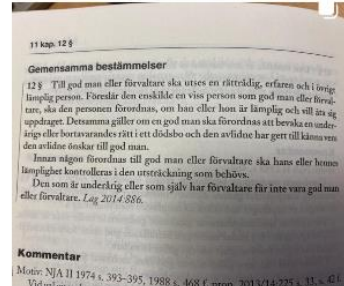 11 kap. 12 §
Gemensamma bestämmelser
12 § Till god man eller förvaltare ska utses en rättrådig, erfaren och i övrigt
lämplig person. Föreslår den enskilde en viss person som god man eller förval-
tare, ska den personen förordnas, om han eller hon är lämplig och vill åta sig
uppdraget. Detsamma gäller om en god man ska förordnas att bevaka en under-
årigs eller bortavarandes rätt i ett dödsbo och den avlidne har gett till känna vem
den avlidne önskar till god man.
Innan någon förordnas till god man eller förvaltare ska hans eller hennes
lämplighet kontrolleras i den utsträckning som behövs.
Den som är underårig eller som själv har förvaltare får inte vara god man
eller förvaltare. Lag 2014:886.
Kommentar
Motiv: NJA II 1974 s. 393–395, 1988 s. 468 f, prop. 2013/14:225 s. 33, s.